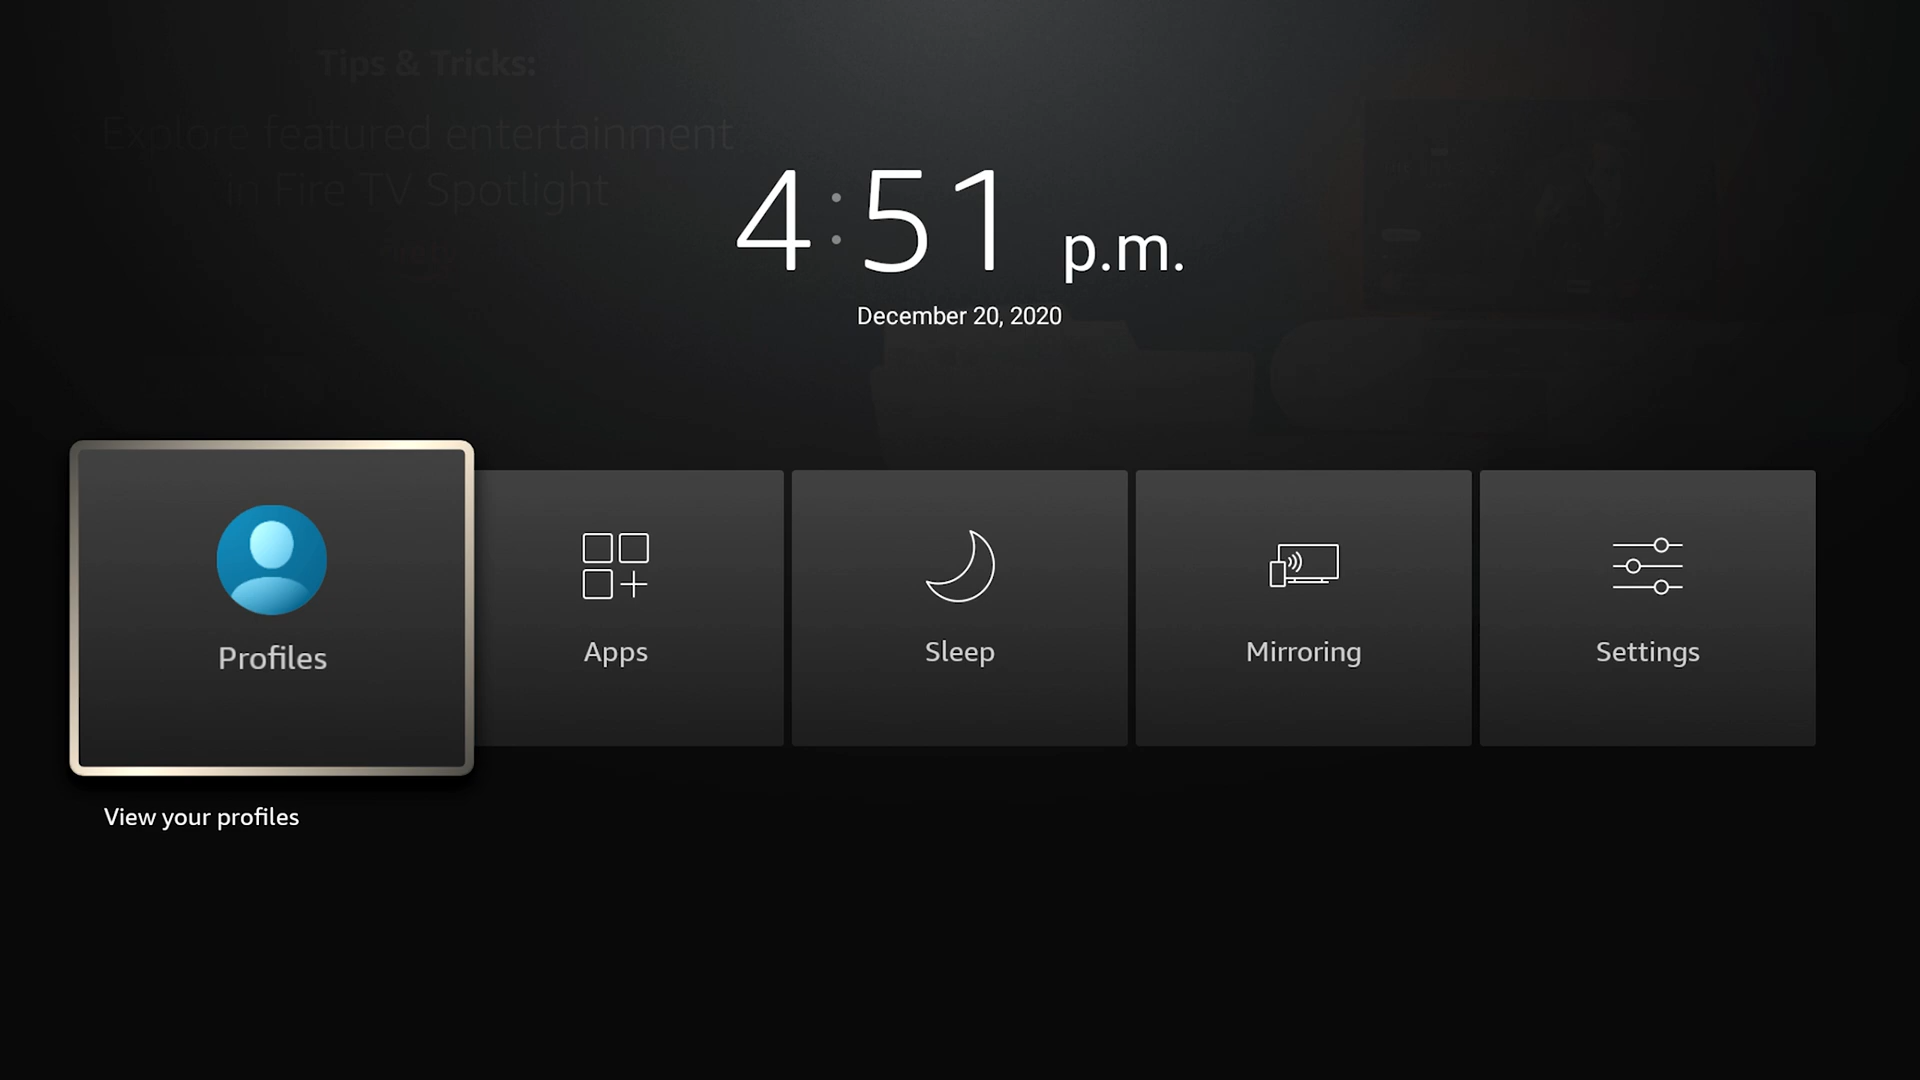 Tips & Tricks:
Explore featured entertainment
in Fire TV Spotlight
4:51 p.m.
December 20, 2020
Profiles
Apps
Sleep
Mirroring
Settings
View your profiles